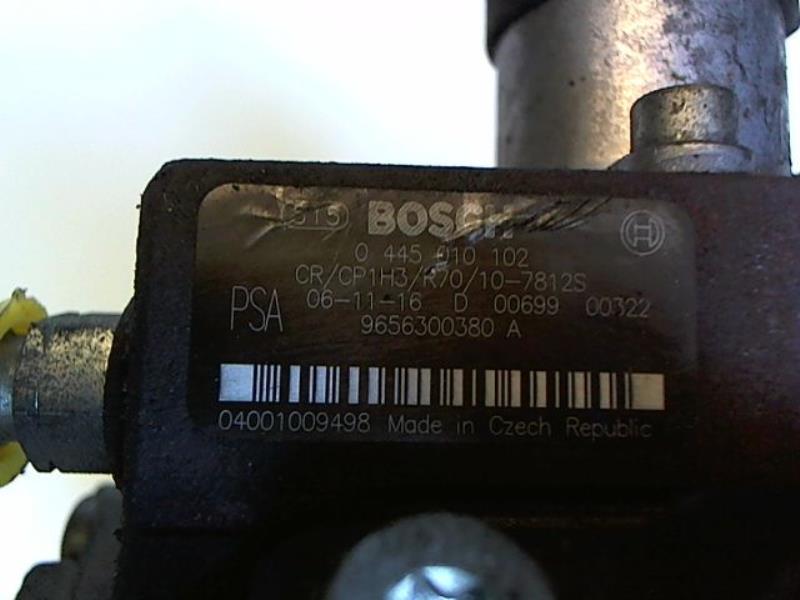 515 BOSCH
0 445 010 102
CR/CP1H3/R70/10-7812S
PSA 06-11-16 D 00699 00322
9656300380 A
04001009498 Made in Czech Republic